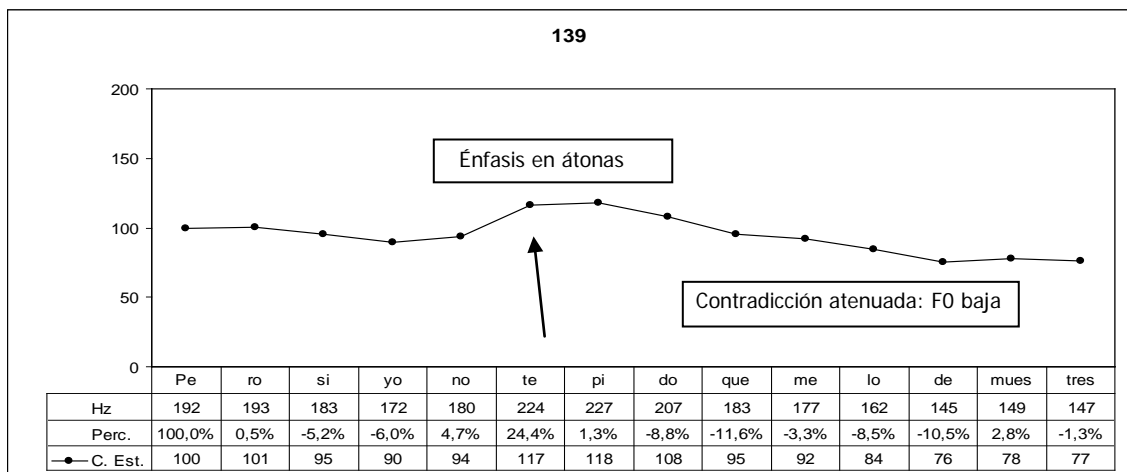 139
200
Énfasis en átonas
150
100
Contradicción atenuada: F0 baja
50
0
Pe ro si yo no te pi do que me lo de mues tres
Hz 192 193 183 172 180 224 227 207 183 177 162 145 149 147
Perc. 100,0% 0,5% -5,2% -6,0% 4,7% 24,4% 1,3% -8,8% -11,6% -3,3% -8,5% -10,5% 2,8% -1,3%
C. Est. 100 101 95 90 94 117 118 108 95 92 84 76 78 77